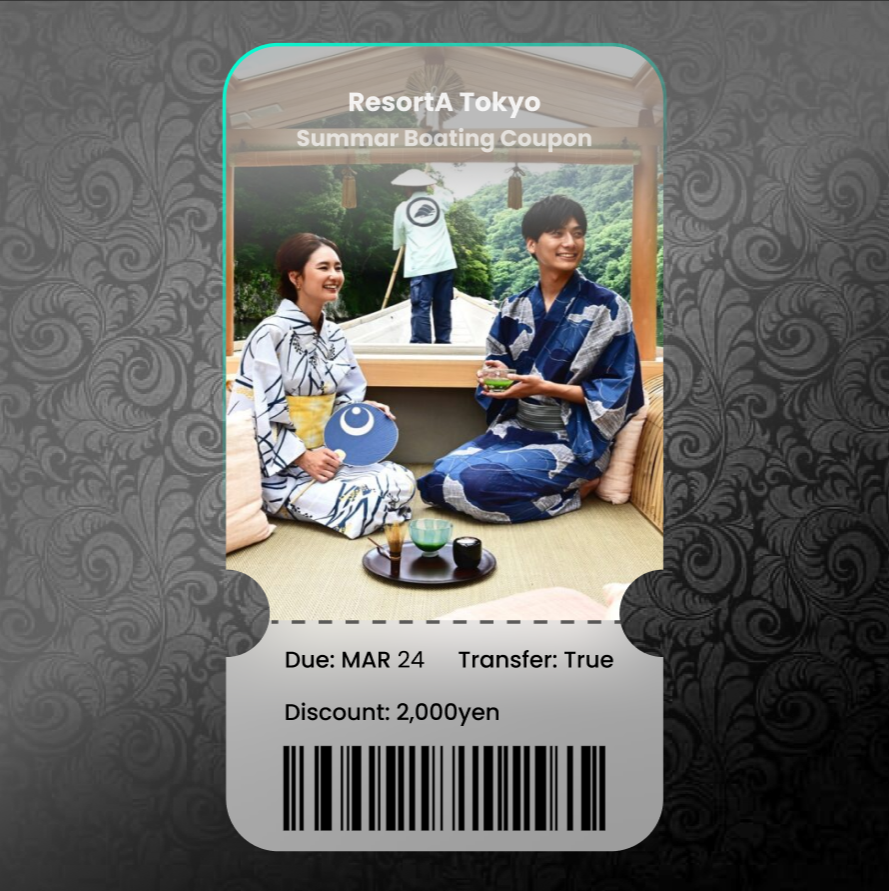 ResortA Tokyo
Summar Boating Coupon
Due: MAR 24 Transfer: True
Discount: 2,000yen